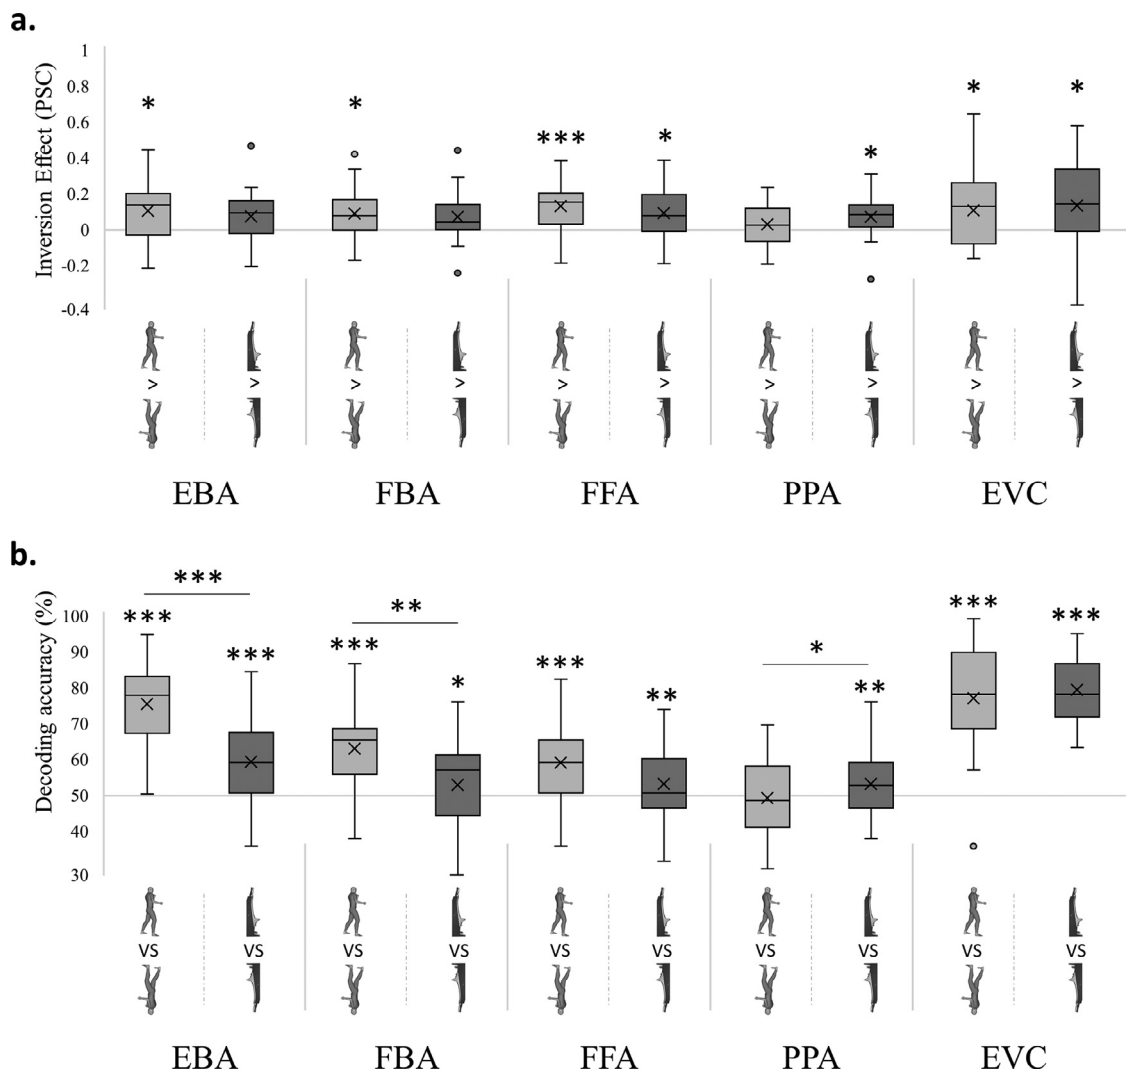 a.
Inversion Effect (PSC)
1
0.8
0.6
0.4
0.2
0
-0.2
-0.4
* * *** * * * *
> > > > > > > > > >
EBA FBA FFA PPA EVC
b.
Decoding accuracy (%)
100
90
80
70
60
50
40
30
*** ** *
*** *** *** * *** ** ** *** ***
VS VS VS VS VS VS VS VS VS VS
EBA FBA FFA PPA EVC